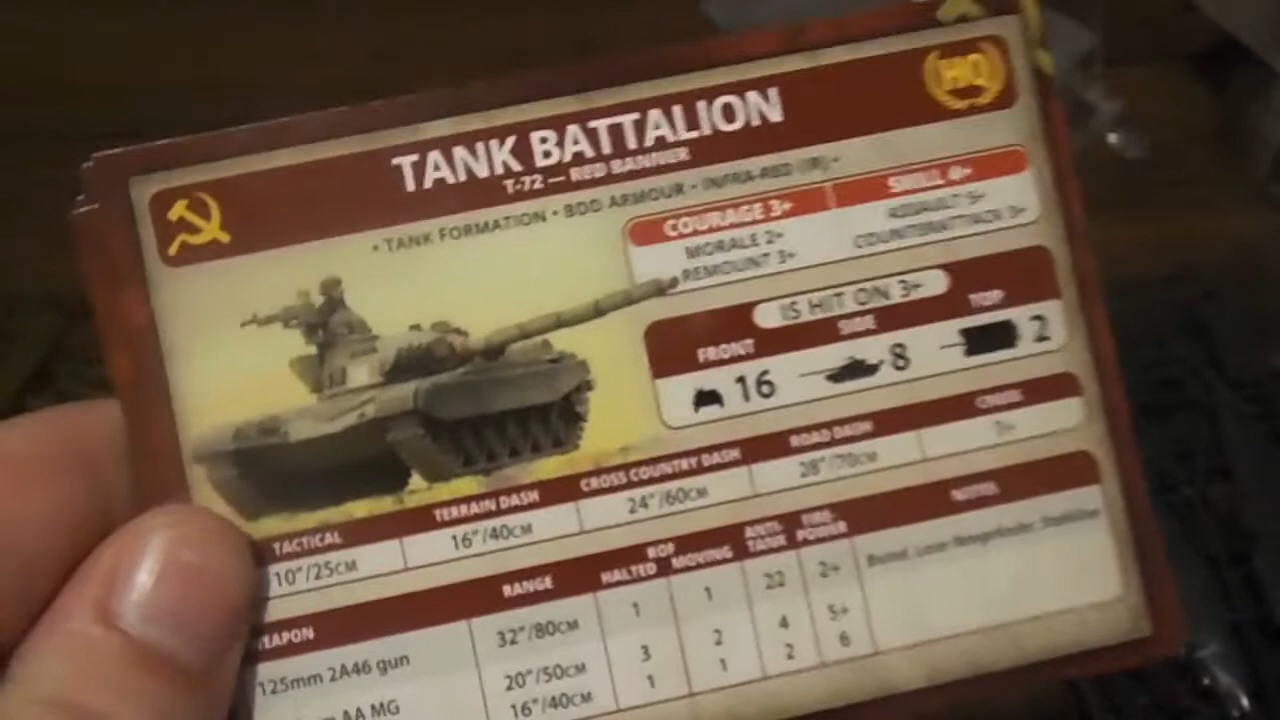 HQ
TANK BATTALION
T-72 — RED BANNER
• TANK FORMATION • BDD ARMOUR • INFRA-RED (IR) •
COURAGE 3+ SKILL 4+
MORALE 2+ ASSAULT 5+
REMOUNT 3+ COUNTERATTACK 3+
IS HIT ON 3+
FRONT SIDE TOP
16 8 2
TACTICAL TERRAIN DASH CROSS COUNTRY DASH ROAD DASH CROSS
10"/25CM 16"/40CM 24"/60CM 28"/70CM
WEAPON RANGE ROF HALTED MOVING ANTI-TANK FIRE-POWER NOTES
125mm 2A46 gun 32"/80CM 1 1 22 2+ Laser Rangefinder, Stabiliser
AA MG 20"/50CM 3 2 4 5+
16"/40CM 1 1 2 6